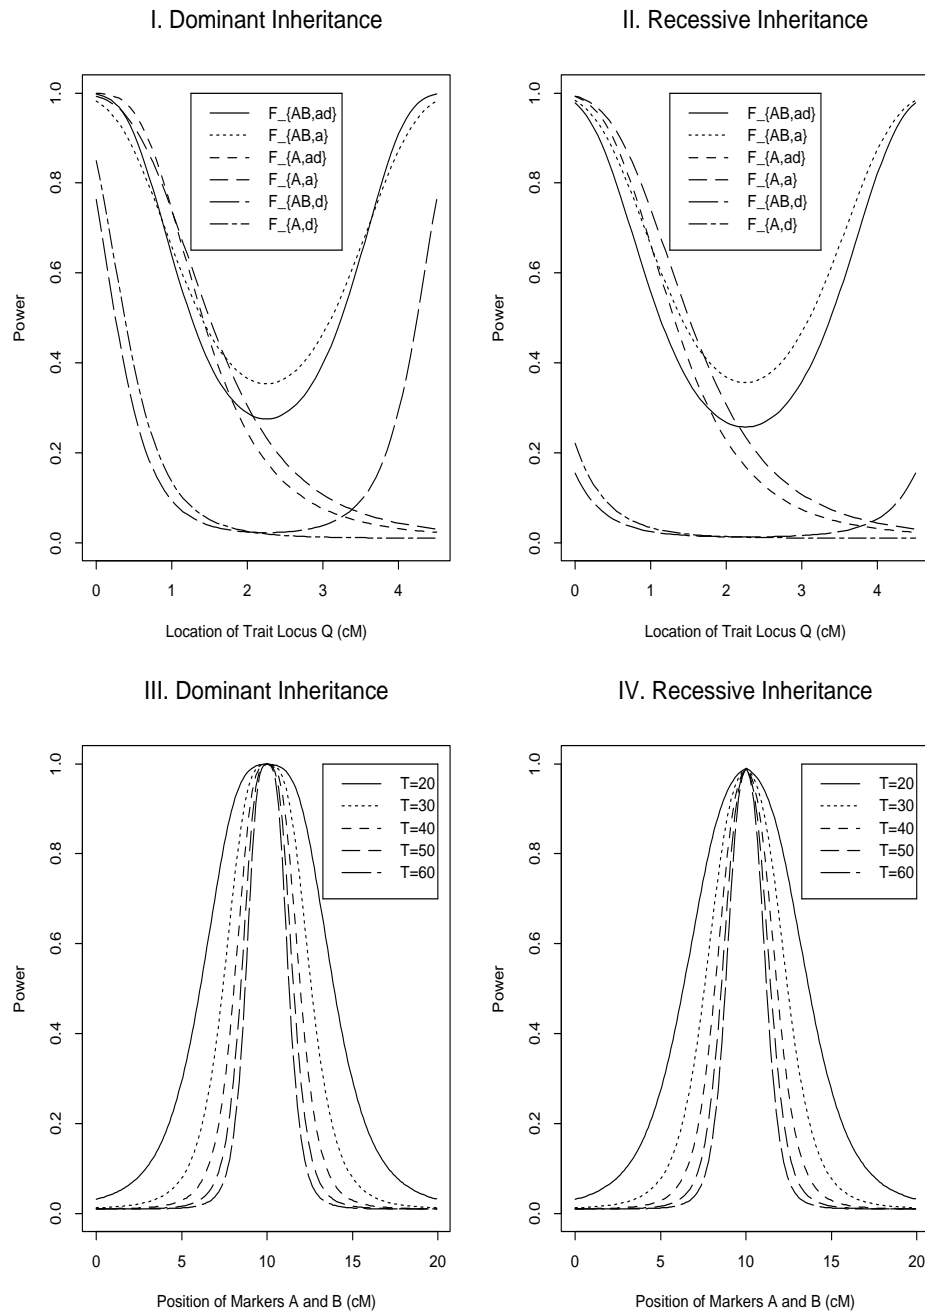 I. Dominant Inheritance
Power
0.0 0.2 0.4 0.6 0.8 1.0
F_{AB,ad}
F_{AB,a}
F_{A,ad}
F_{A,a}
F_{AB,d}
F_{A,d}
0 1 2 3 4
Location of Trait Locus Q (cM)
II. Recessive Inheritance
Power
0.0 0.2 0.4 0.6 0.8 1.0
F_{AB,ad}
F_{AB,a}
F_{A,ad}
F_{A,a}
F_{AB,d}
F_{A,d}
0 1 2 3 4
Location of Trait Locus Q (cM)
III. Dominant Inheritance
Power
0.0 0.2 0.4 0.6 0.8 1.0
T=20
T=30
T=40
T=50
T=60
0 5 10 15 20
Position of Markers A and B (cM)
IV. Recessive Inheritance
Power
0.0 0.2 0.4 0.6 0.8 1.0
T=20
T=30
T=40
T=50
T=60
0 5 10 15 20
Position of Markers A and B (cM)